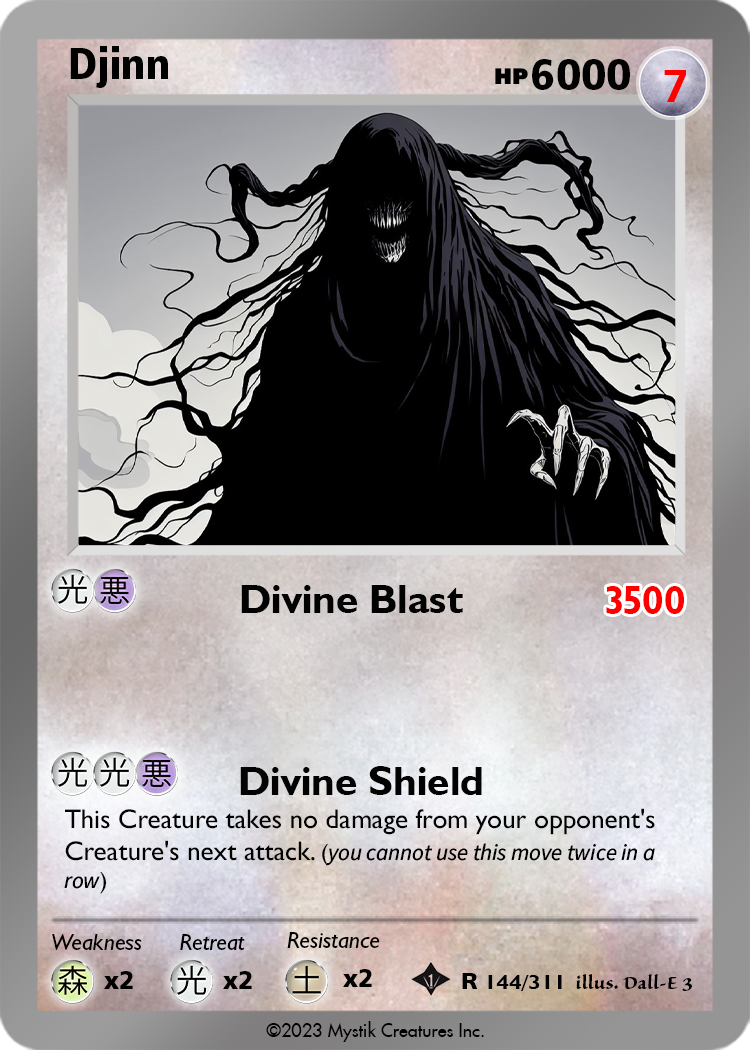 Djinn HP6000 7
光 悪 Divine Blast 3500
光 光 悪 Divine Shield
This Creature takes no damage from your opponent's
Creature's next attack. (you cannot use this move twice in a
row)
Weakness Retreat Resistance
森 x2 光 x2 土 x2 1 R 144/311 illus. Dall-E 3
©2023 Mystik Creatures Inc.